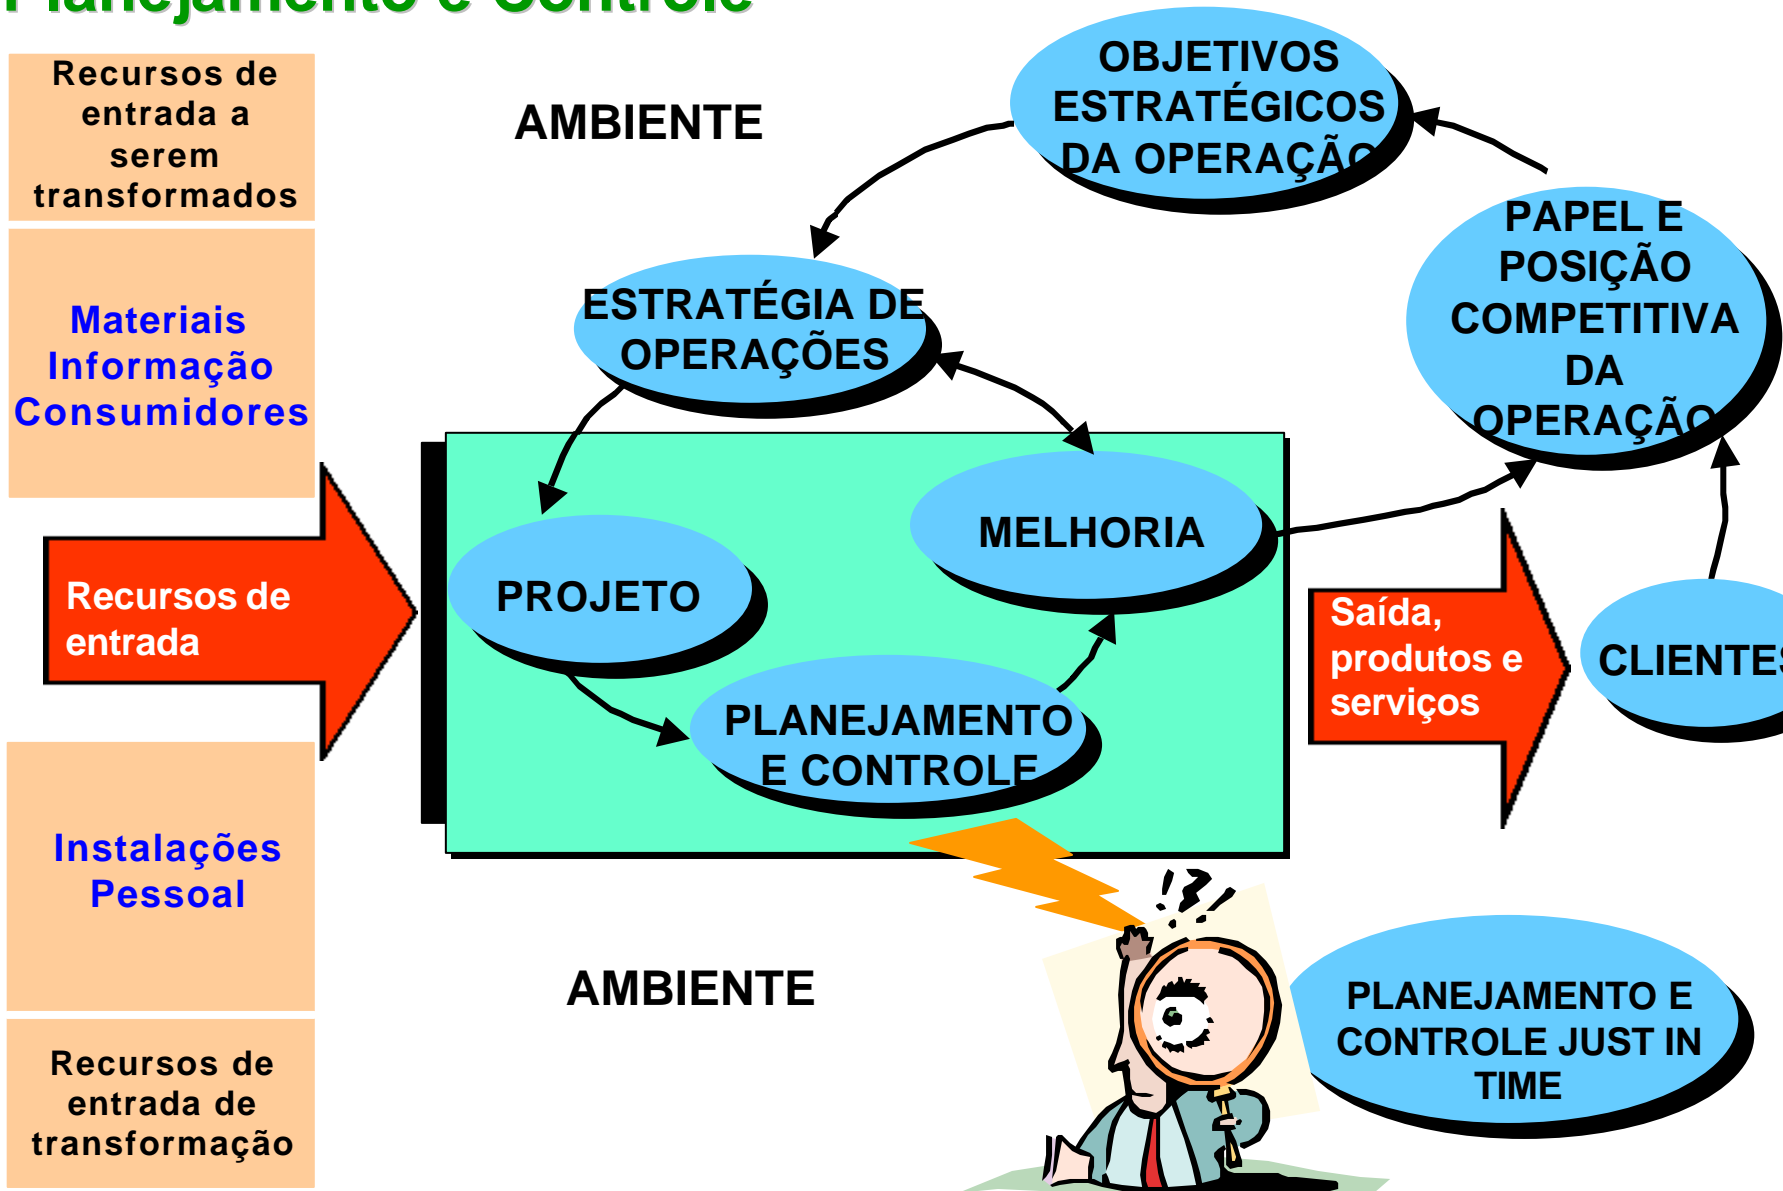 Planejamento e Controle
Recursos de
entrada a
serem
transformados
Materiais
Informação
Consumidores
Recursos de
entrada
Instalações
Pessoal
Recursos de
entrada de
transformação
AMBIENTE
OBJETIVOS
ESTRATÉGICOS
DA OPERAÇÃO
ESTRATÉGIA DE
OPERAÇÕES
PAPEL E
POSIÇÃO
COMPETITIVA
DA
OPERAÇÃO
MELHORIA
PROJETO
PLANEJAMENTO
E CONTROLE
Saída,
produtos e
serviços
CLIENTES
AMBIENTE
PLANEJAMENTO E
CONTROLE JUST IN
TIME